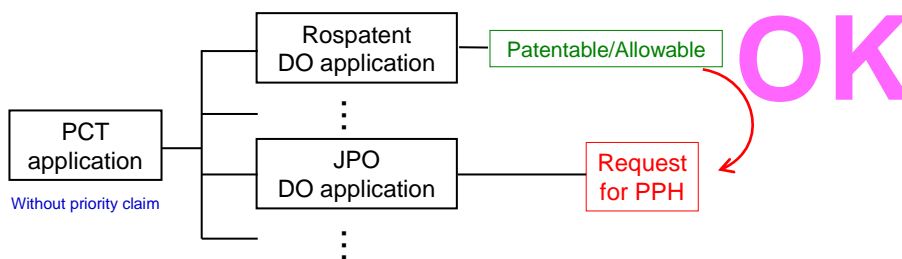 Rospatent
DO application
Patentable/Allowable
OK
PCT
application
Without priority claim
JPO
DO application
Request
for PPH